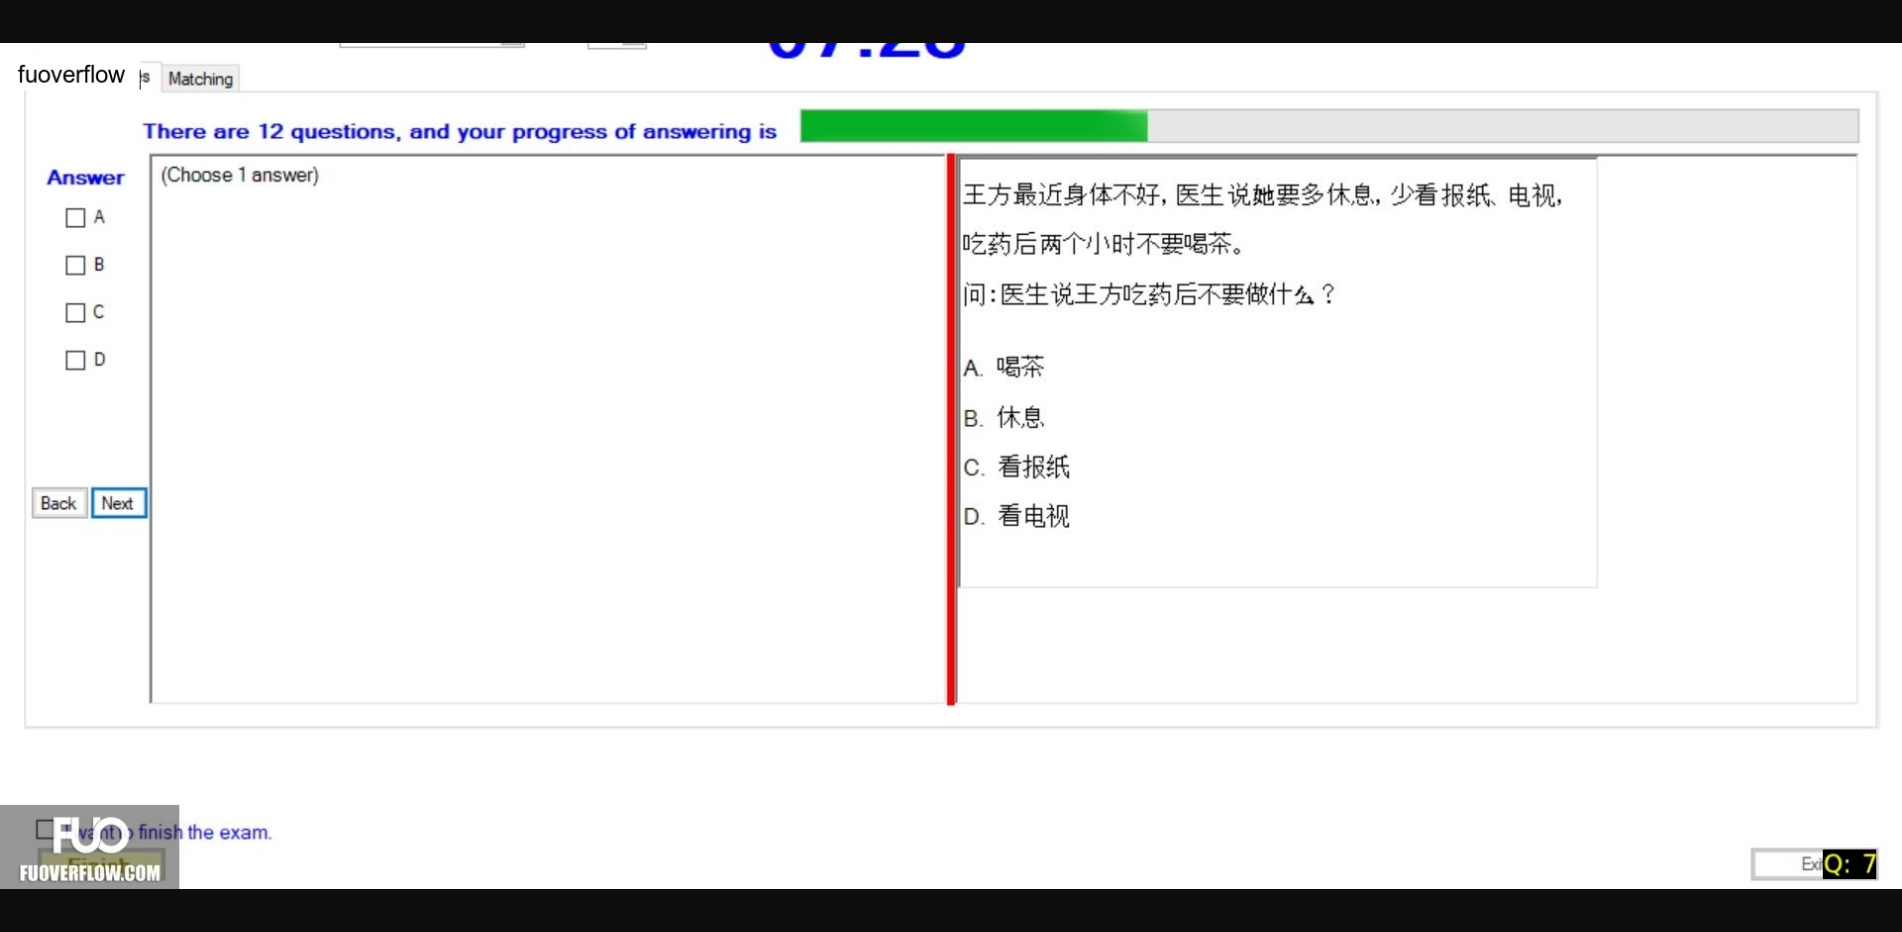 fuoverflow
s
Matching
There are 12 questions, and your progress of answering is
Answer
(Choose 1 answer)
A
B
C
D
Back
Next
王方最近身体不好, 医生说她要多休息, 少看报纸、电视,
吃药后两个小时不要喝茶。
问:医生说王方吃药后不要做什么?
A. 喝茶
B. 休息
C. 看报纸
D. 看电视
I want to finish the exam.
FUO
FUOVERFLOW.COM
Q: 7